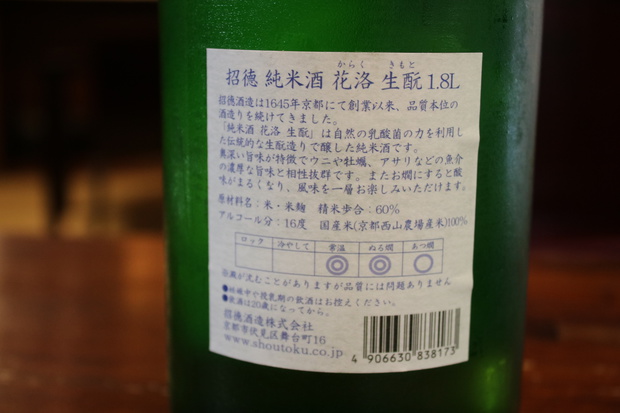 からく きもと
招德 純米酒 花洛 生酛 1.8L
招德酒造は1645年京都にて創業以来、品質本位の
酒造りを続けてきました。
「純米酒 花洛 生酛」は自然の乳酸菌の力を利用し
た伝統的な生酛造りで醸した純米酒です。
奥深い旨味が特徴でウニや牡蠣、アサリなどの魚介
の濃厚な旨味と相性抜群です。またお燗にすると酸
味がまるくなり、風味を一層お楽しみいただけます。
原材料名：米・米麹 精米歩合：60%
アルコール分：16度 国産米(京都西山農場産米)100%
ロック 冷やして 常温 ぬる燗 あつ燗
◎ ◎ ○
が沈むことがありますが品質には問題ありません
●妊娠中や授乳期の飲酒はお控えください。
●飲酒は20歳になってから。
招德酒造株式会社
京都市伏見区舞台町16
www.shoutoku.co.jp
4 906630 838173